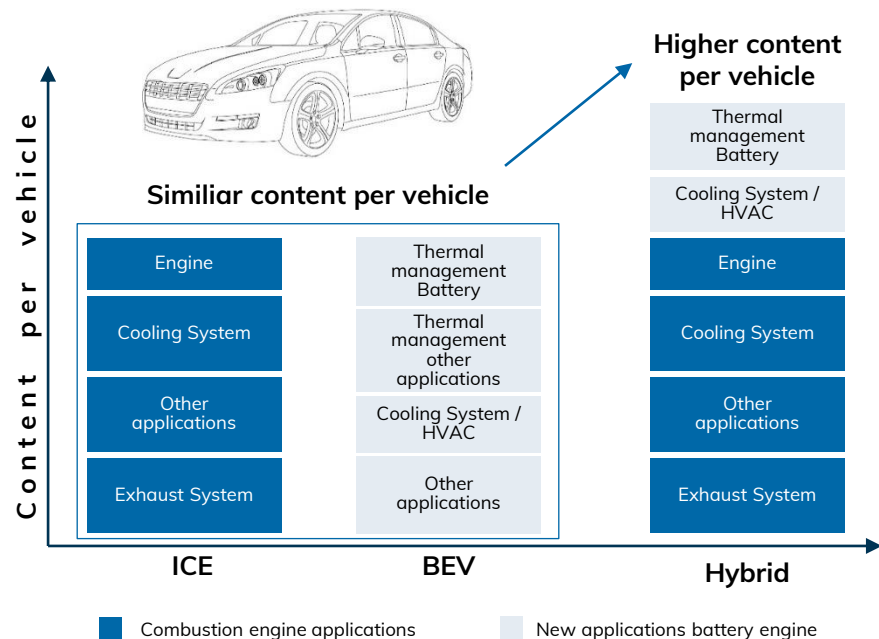 Content per vehicle
Similiar content per vehicle
Higher content
per vehicle
Engine
Cooling System
Other
applications
Exhaust System
ICE
Thermal
management
Battery
Thermal
management
other
applications
Cooling System /
HVAC
Other
applications
BEV
Thermal
management
Battery
Cooling System /
HVAC
Engine
Cooling System
Other
applications
Exhaust System
Hybrid
Combustion engine applications
New applications battery engine